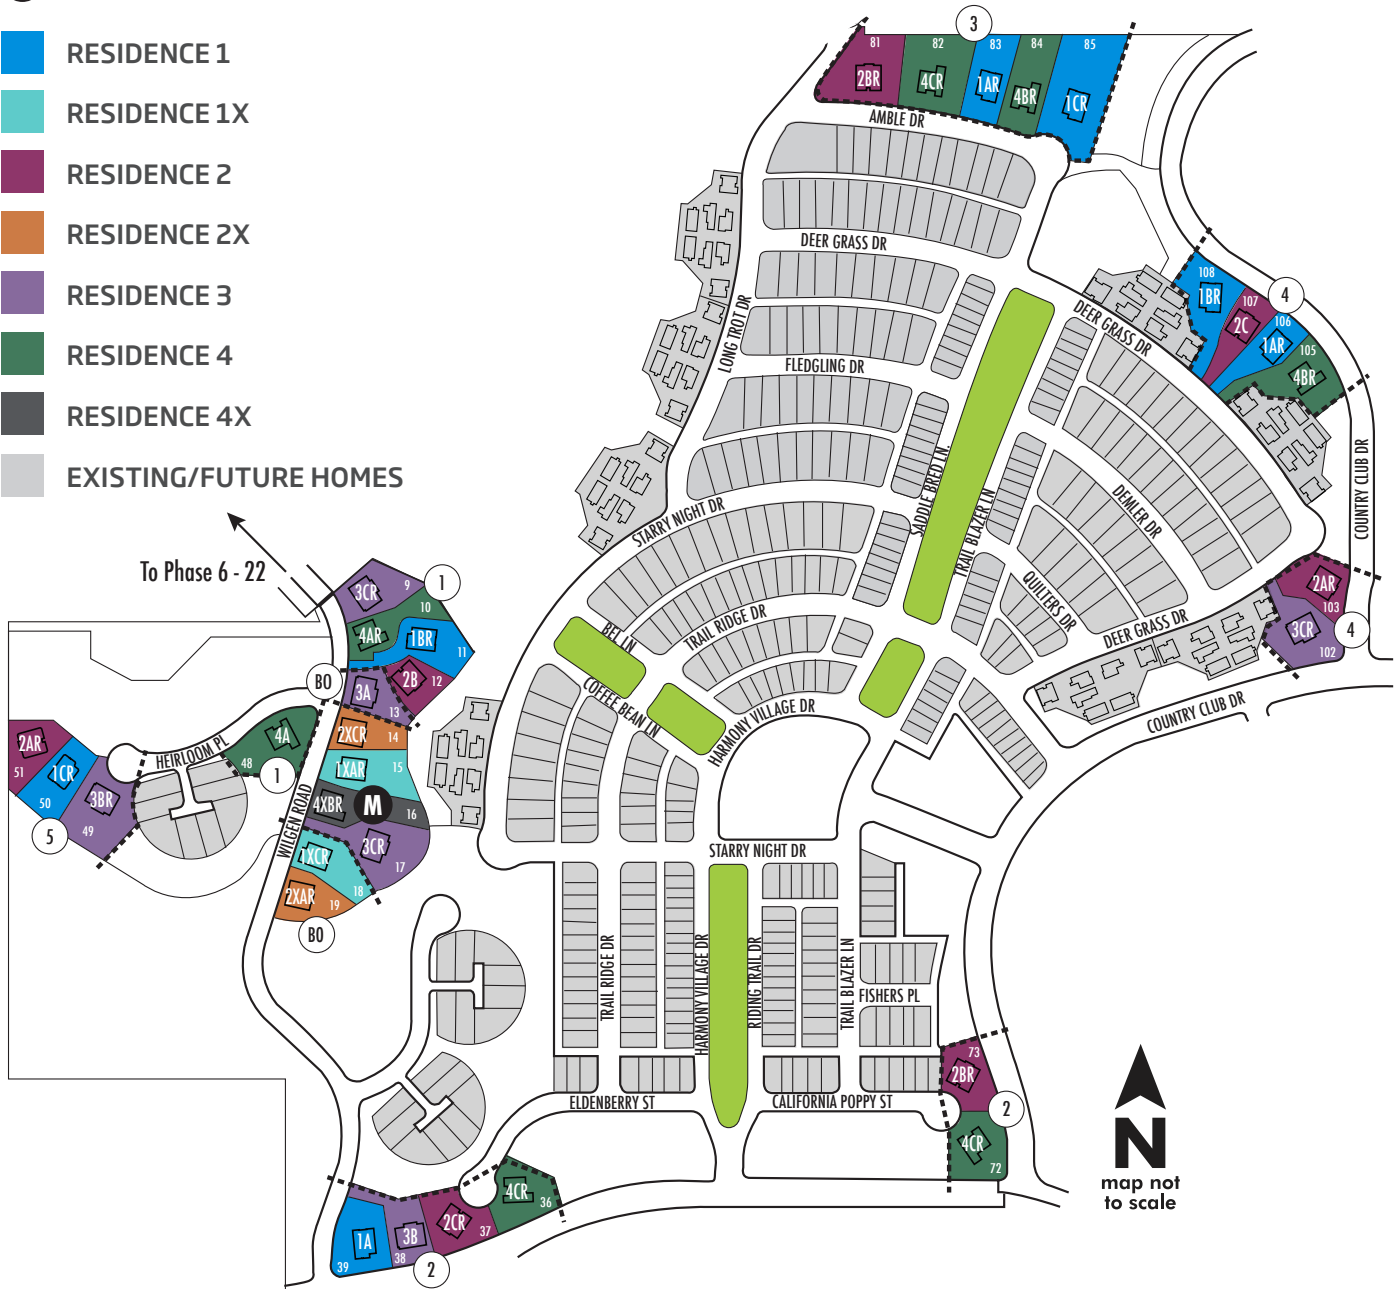 RESIDENCE 1
RESIDENCE 1X
RESIDENCE 2
RESIDENCE 2X
RESIDENCE 3
RESIDENCE 4
RESIDENCE 4X
EXISTING/FUTURE HOMES
To Phase 6 - 22
3
81
82
83
84
85
2BR
4CR
1AR
4BR
1CR
AMBLE DR
DEER GRASS DR
LONG TROT DR
FLEDGLING DR
STARRY NIGHT DR
SADDLE BRED LN.
TRAIL BLAZER LN
DEER GRASS DR
DEMLER DR
QUILTERS DR
DEER GRASS DR
COUNTRY CLUB DR
COUNTRY CLUB DR
108
1BR
107
2C
106
1AR
105
4BR
4
2AR
103
3CR
102
4
BEL LN
TRAIL RIDGE DR
COFFEE BEAN LN
HARMONY VILLAGE DR
3CR
9
1
10
4AR
1BR
11
2B
12
3A
13
BO
2XCR
14
1XAR
15
4XBR
M
16
3CR
17
1XCR
18
2XAR
19
BO
4A
48
1
HEIRLOOM PL
WILGEN ROAD
2AR
51
1CR
50
3BR
49
5
STARRY NIGHT DR
TRAIL RIDGE DR
HARMONY VILLAGE DR
RIDING TRAIL DR
TRAIL BLAZER LN
FISHERS PL
ELDENBERRY ST
CALIFORNIA POPPY ST
73
2BR
2
4CR
72
4CR
36
2CR
37
3B
38
1A
39
2
N
map not
to scale